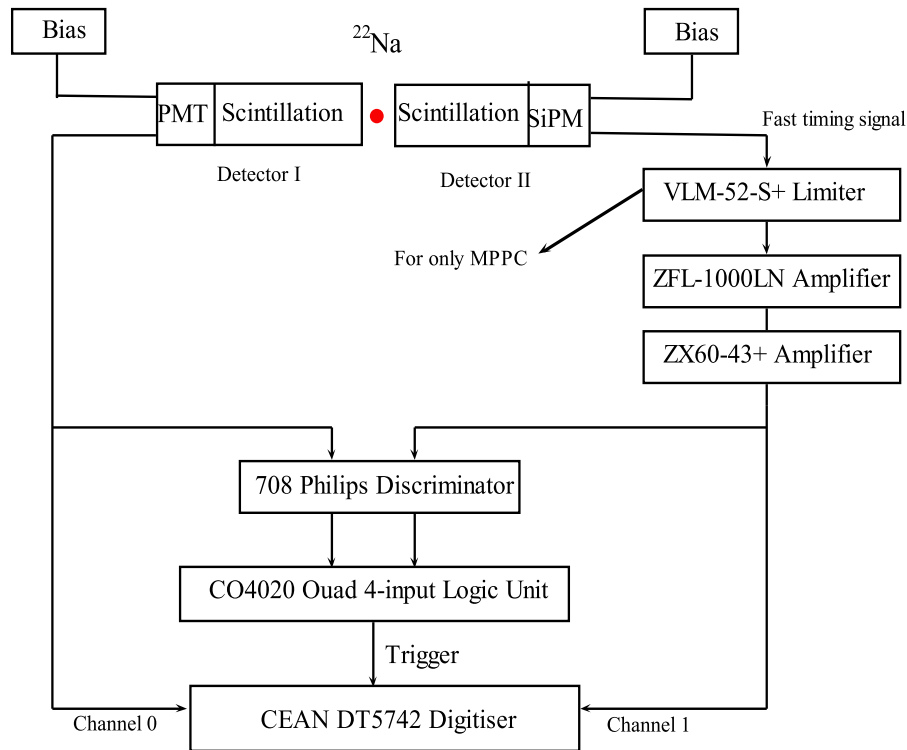 Bias
Bias
²²Na
PMT
Scintillation
Scintillation
SiPM
Fast timing signal
Detector I
Detector II
VLM-52-S+ Limiter
For only MPPC
ZFL-1000LN Amplifier
ZX60-43+ Amplifier
708 Philips Discriminator
CO4020 Ouad 4-input Logic Unit
Trigger
CEAN DT5742 Digitiser
Channel 0
Channel 1